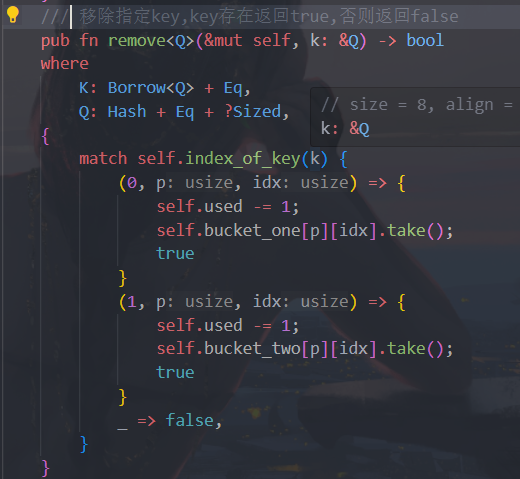 /// 移除指定key,key存在返回true,否则返回false
pub fn remove<Q>(&mut self, k: &Q) -> bool
where
    K: Borrow<Q> + Eq,
    Q: Hash + Eq + ?Sized,
// size = 8, align =
k: &Q
{
    match self.index_of_key(k) {
        (0, p: usize, idx: usize) => {
            self.used -= 1;
            self.bucket_one[p][idx].take();
            true
        }
        (1, p: usize, idx: usize) => {
            self.used -= 1;
            self.bucket_two[p][idx].take();
            true
        }
        _ => false,
    }
}